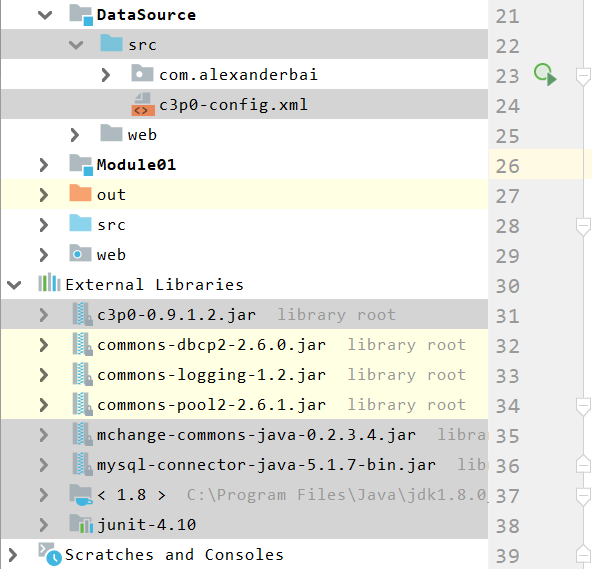 DataSource 21
src 22
com.alexanderbai 23
c3p0-config.xml 24
web 25
Module01 26
out 27
src 28
web 29
External Libraries 30
c3p0-0.9.1.2.jar library root 31
commons-dbcp2-2.6.0.jar library root 32
commons-logging-1.2.jar library root 33
commons-pool2-2.6.1.jar library root 34
mchange-commons-java-0.2.3.4.jar libra 35
mysql-connector-java-5.1.7-bin.jar lib 36
< 1.8 > C:\Program Files\Java\jdk1.8.0_ 37
junit-4.10 38
Scratches and Consoles 39